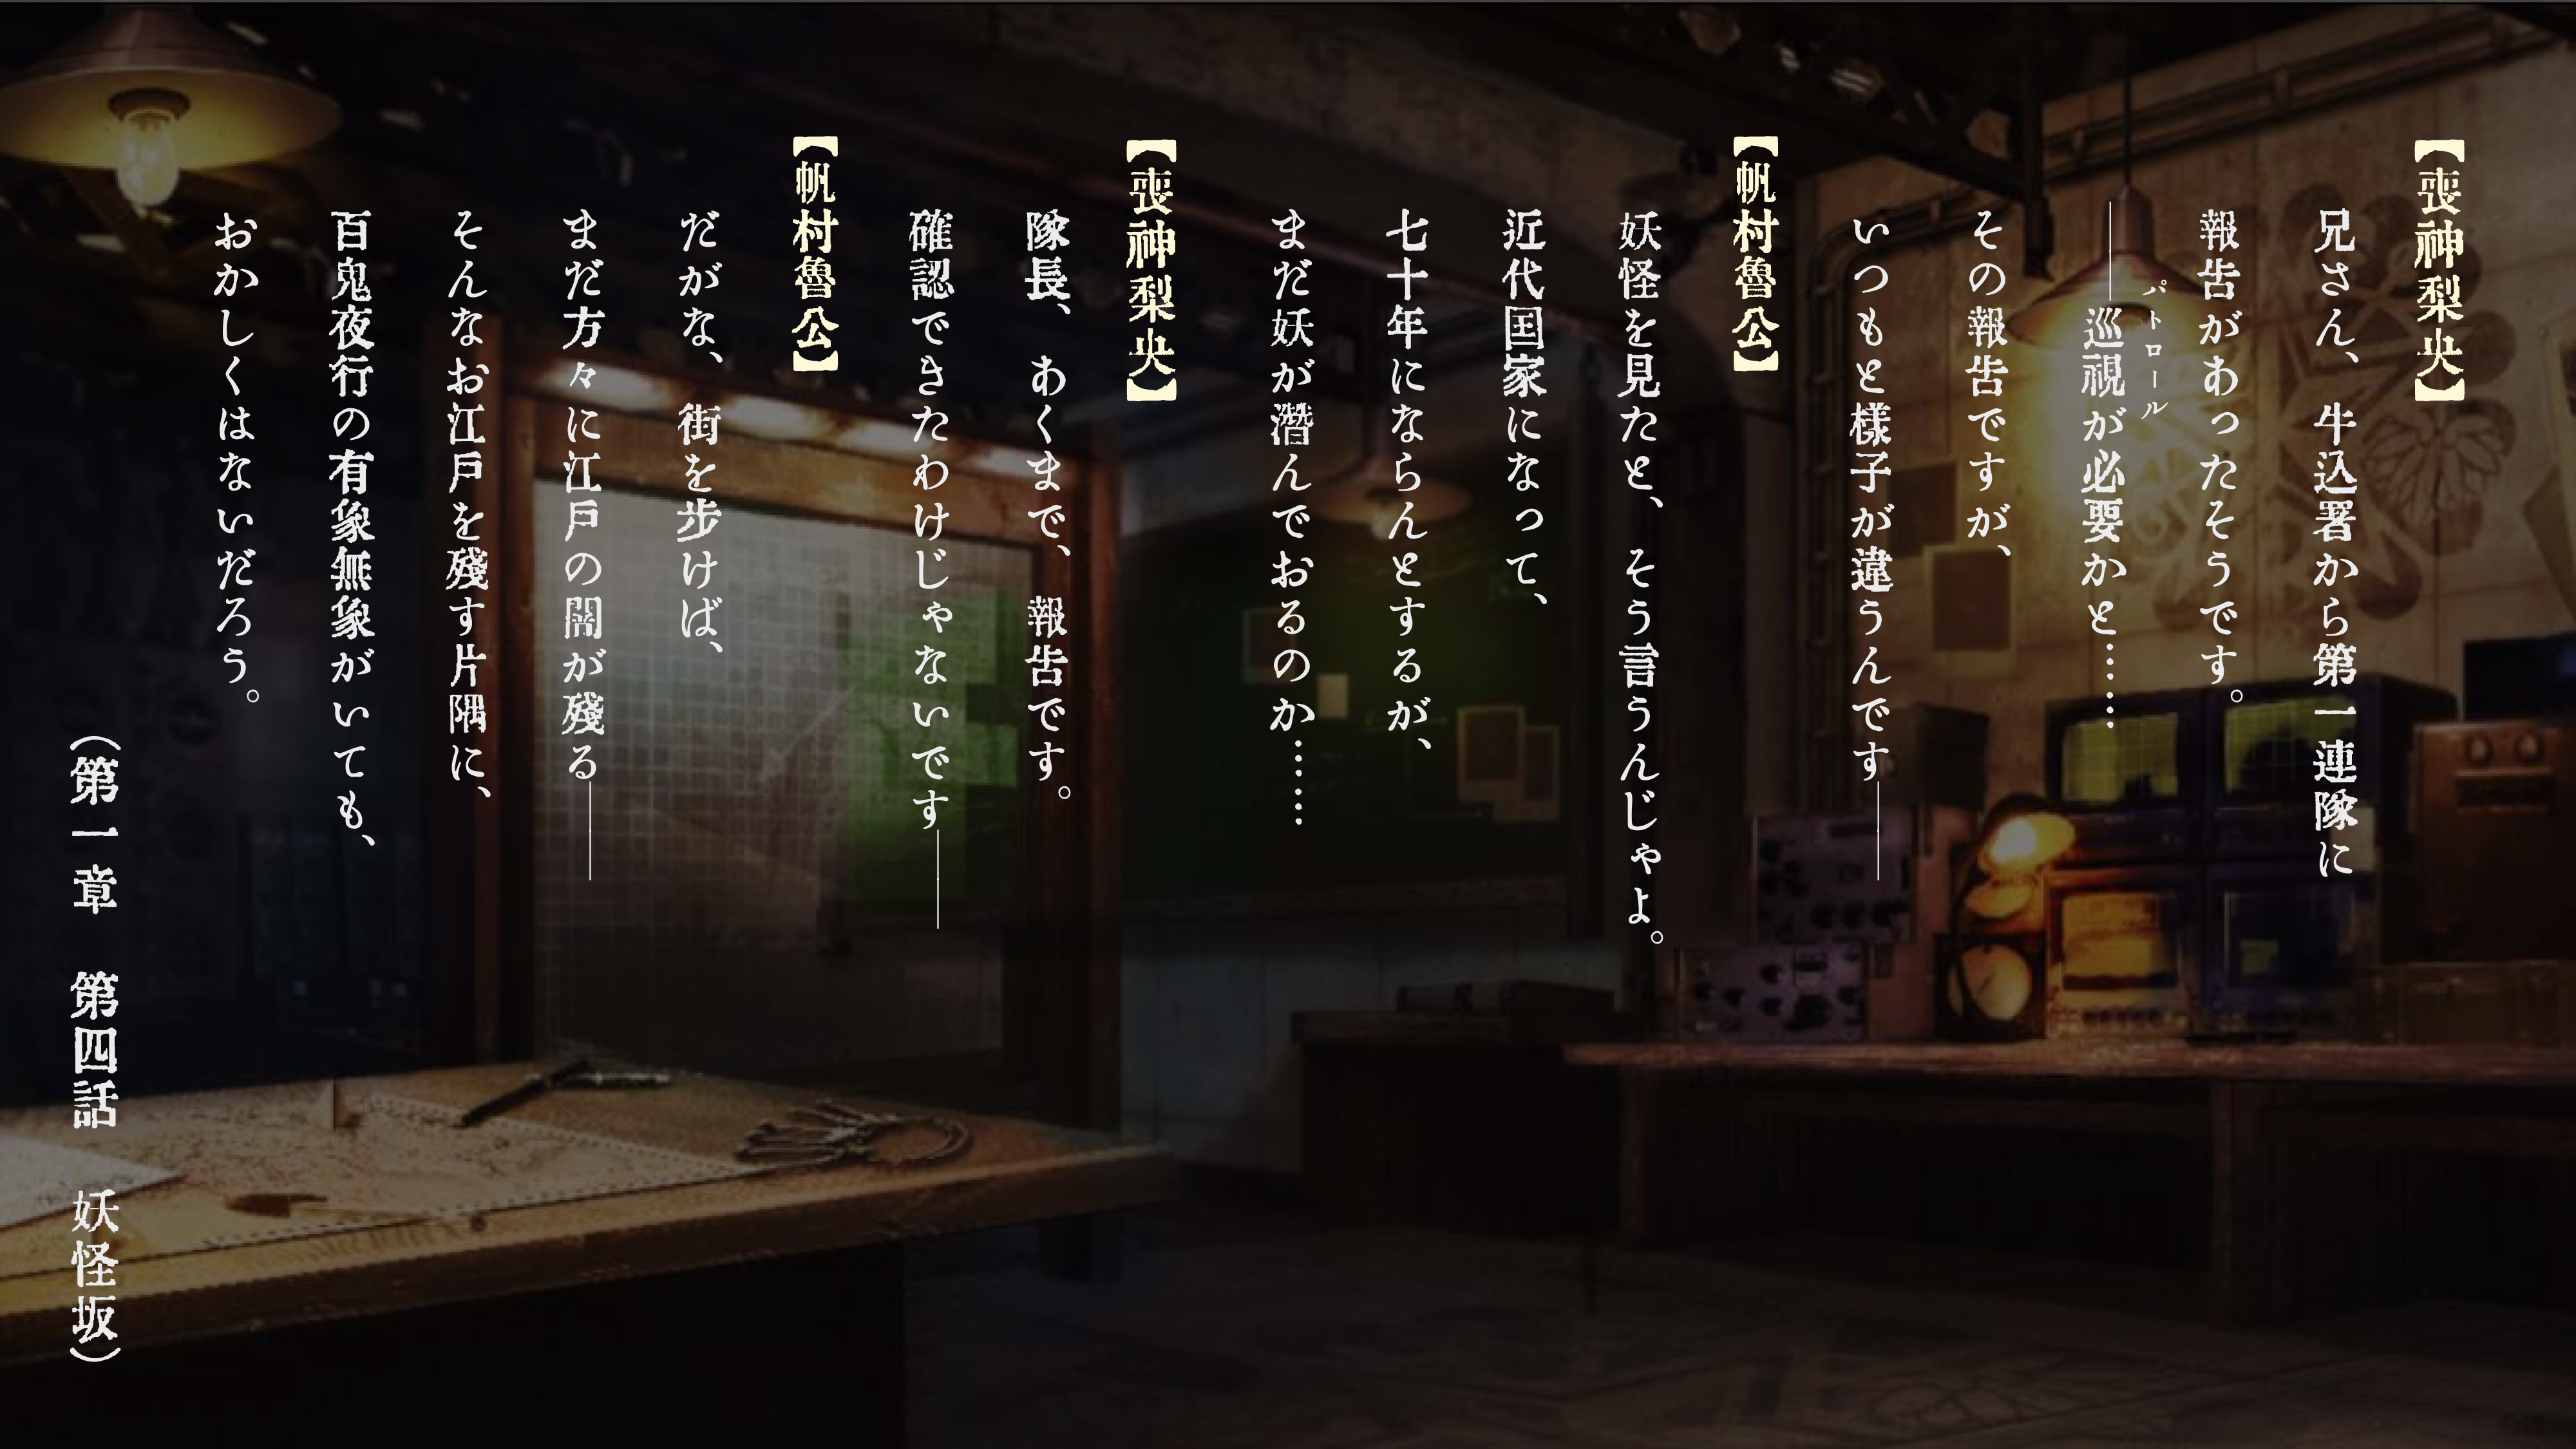 【喪神梨央】
兄さん、牛込署から第一連隊に
報告があったそうです。
――巡視が必要かと……
パトロール
その報告ですが、
いつもと様子が違うんです――
【帆村魯公】
妖怪を見たと、そう言うんじゃよ。
近代国家になって、
七十年にならんとするが、
まだ妖が潛んでおるのか……
【喪神梨央】
隊長、あくまで、報告です。
確認できたわけじゃないです――
【帆村魯公】
だがな、街を歩けば、
まだ方々に江戸の闇が残る――
そんなお江戸を残す片隅に、
百鬼夜行の有象無象がいても、
おかしくはないだろう。
（第一章　第四話　妖怪坂）